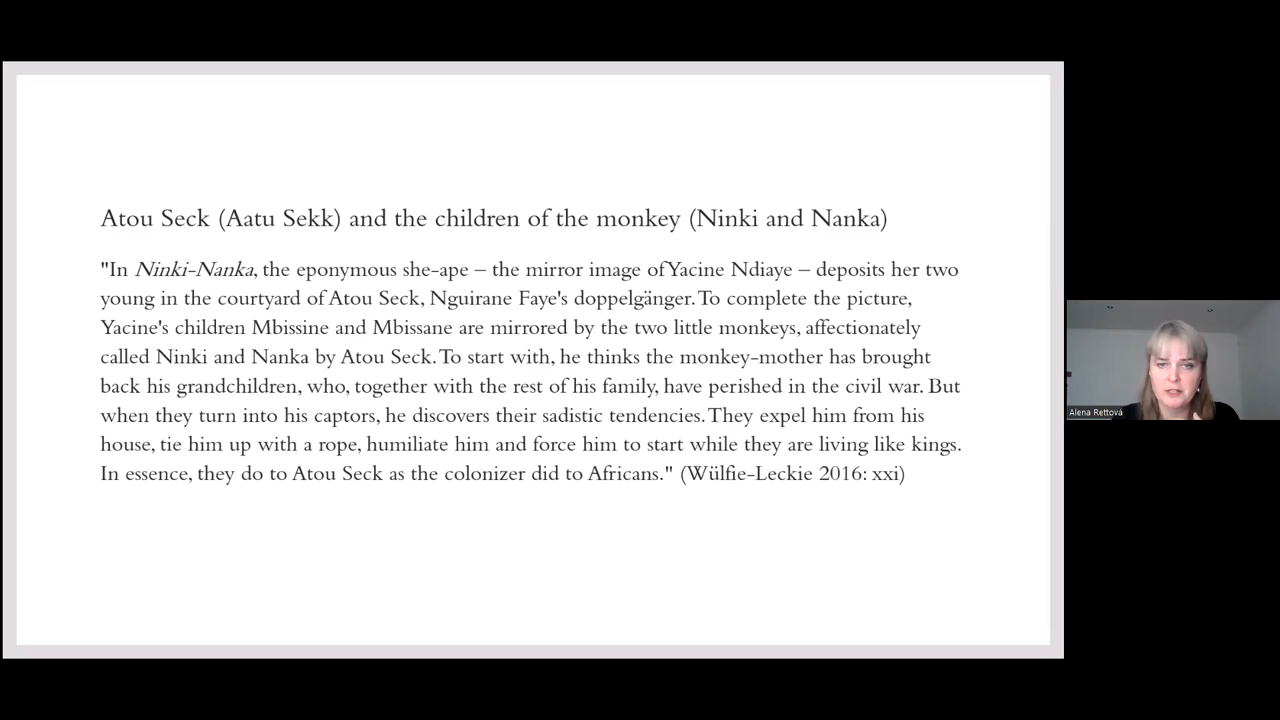 Atou Seck (Aatu Sekk) and the children of the monkey (Ninki and Nanka)
"In Ninki-Nanka, the eponymous she-ape – the mirror image of Yacine Ndiaye – deposits her two
young in the courtyard of Atou Seck, Nguirane Faye's doppelgänger. To complete the picture,
Yacine's children Mbissine and Mbissane are mirrored by the two little monkeys, affectionately
called Ninki and Nanka by Atou Seck. To start with, he thinks the monkey-mother has brought
back his grandchildren, who, together with the rest of his family, have perished in the civil war. But
when they turn into his captors, he discovers their sadistic tendencies. They expel him from his
house, tie him up with a rope, humiliate him and force him to start while they are living like kings.
In essence, they do to Atou Seck as the colonizer did to Africans." (Wülfie-Leckie 2016: xxi)
Alena Rettová